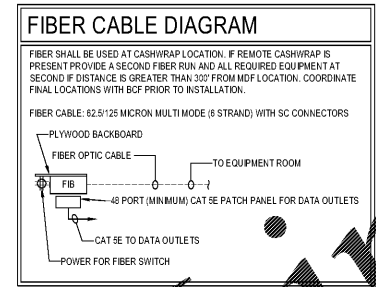 FIBER CABLE DIAGRAM
FIBER SHALL BE USED AT CASHWRAP LOCATION. IF REMOTE CASHWRAP IS
PRESENT PROVIDE A SECOND FIBER RUN AND ALL REQUIRED EQUIPMENT AT
SECOND IF DISTANCE IS GREATER THAN 300' FROM MDF LOCATION. COORDINATE
FINAL LOCATIONS WITH BCF PRIOR TO INSTALLATION.
FIBER CABLE: 62.5/125 MICRON MULTI MODE (6 STRAND) WITH SC CONNECTORS
PLYWOOD BACKBOARD
FIBER OPTIC CABLE
TO EQUIPMENT ROOM
FIB
48 PORT (MINIMUM) CAT 5E PATCH PANEL FOR DATA OUTLETS
CAT 5E TO DATA OUTLETS
POWER FOR FIBER SWITCH